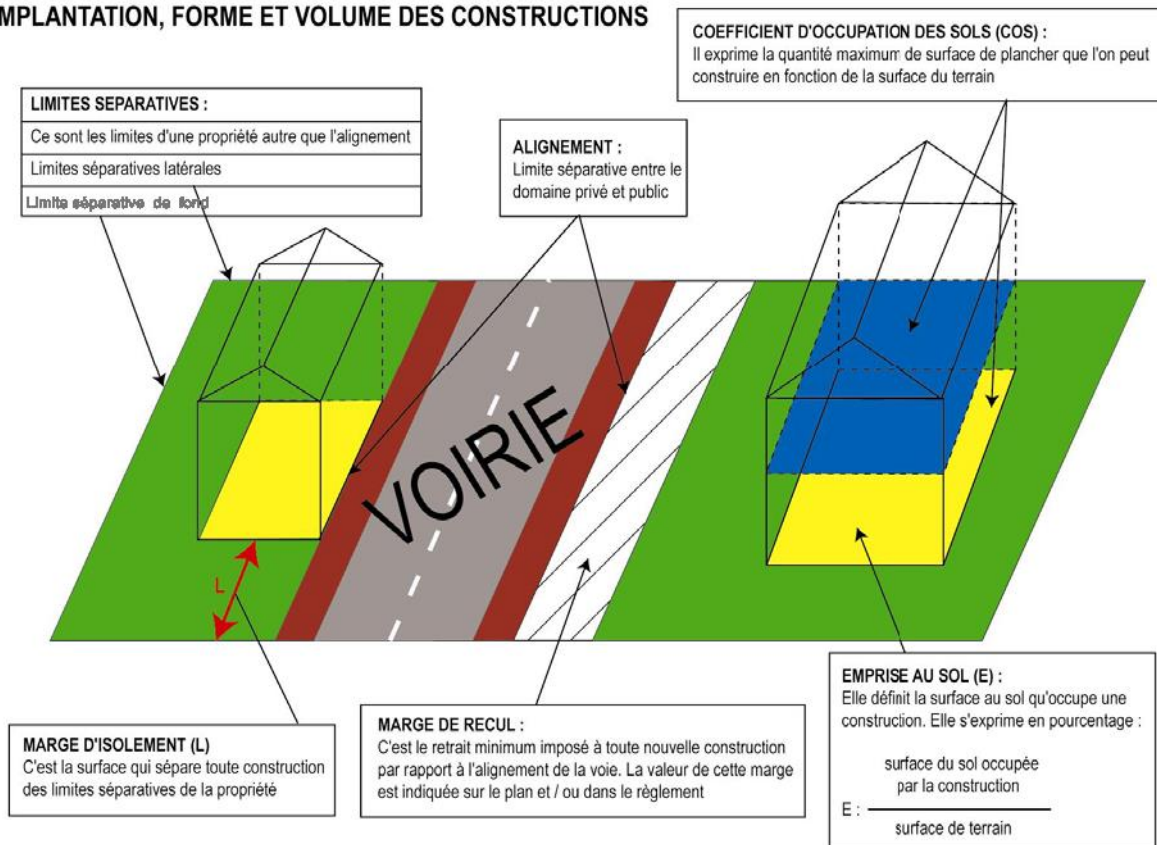 MPLANTATION, FORME ET VOLUME DES CONSTRUCTIONS
COEFFICIENT D'OCCUPATION DES SOLS (COS) :
Il exprime la quantité maximum de surface de plancher que l'on peut
construire en fonction de la surface du terrain
LIMITES SEPARATIVES :
Ce sont les limites d'une propriété autre que l'alignement
Limites séparatives latérales
Limite séparative de fond
ALIGNEMENT :
Limite séparative entre le
domaine privé et public
VOIRIE
L
MARGE D'ISOLEMENT (L)
C'est la surface qui sépare toute construction
des limites séparatives de la propriété
MARGE DE RECUL :
C'est le retrait minimum imposé à toute nouvelle construction
par rapport à l'alignement de la voie. La valeur de cette marge
est indiquée sur le plan et / ou dans le règlement
EMPRISE AU SOL (E) :
Elle définit la surface au sol qu'occupe une
construction. Elle s'exprime en pourcentage :
surface du sol occupée
par la construction
E :
surface de terrain